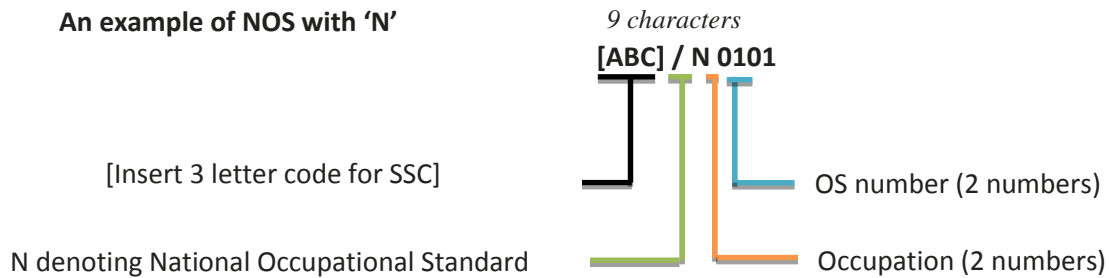 An example of NOS with ‘N’
9 characters
[ABC] / N 0101
[Insert 3 letter code for SSC]
OS number (2 numbers)
N denoting National Occupational Standard
Occupation (2 numbers)